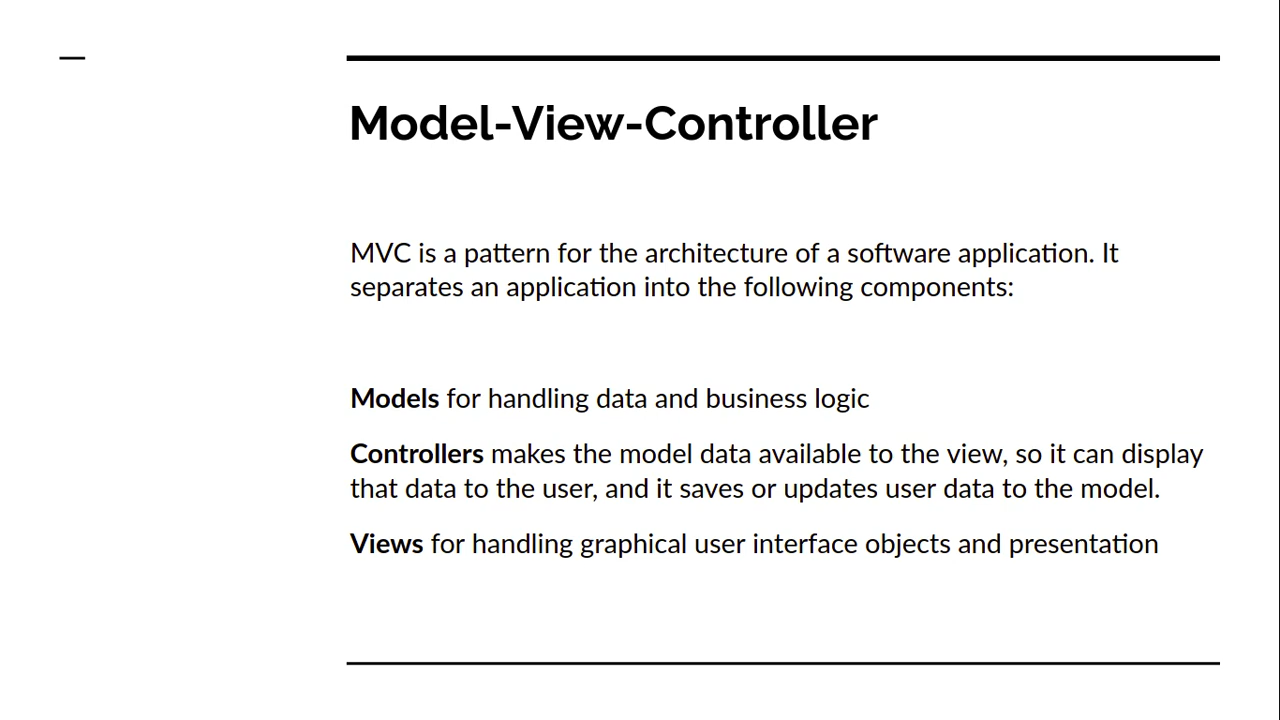 Model-View-Controller
MVC is a pattern for the architecture of a software application. It
separates an application into the following components:
Models for handling data and business logic
Controllers makes the model data available to the view, so it can display
that data to the user, and it saves or updates user data to the model.
Views for handling graphical user interface objects and presentation